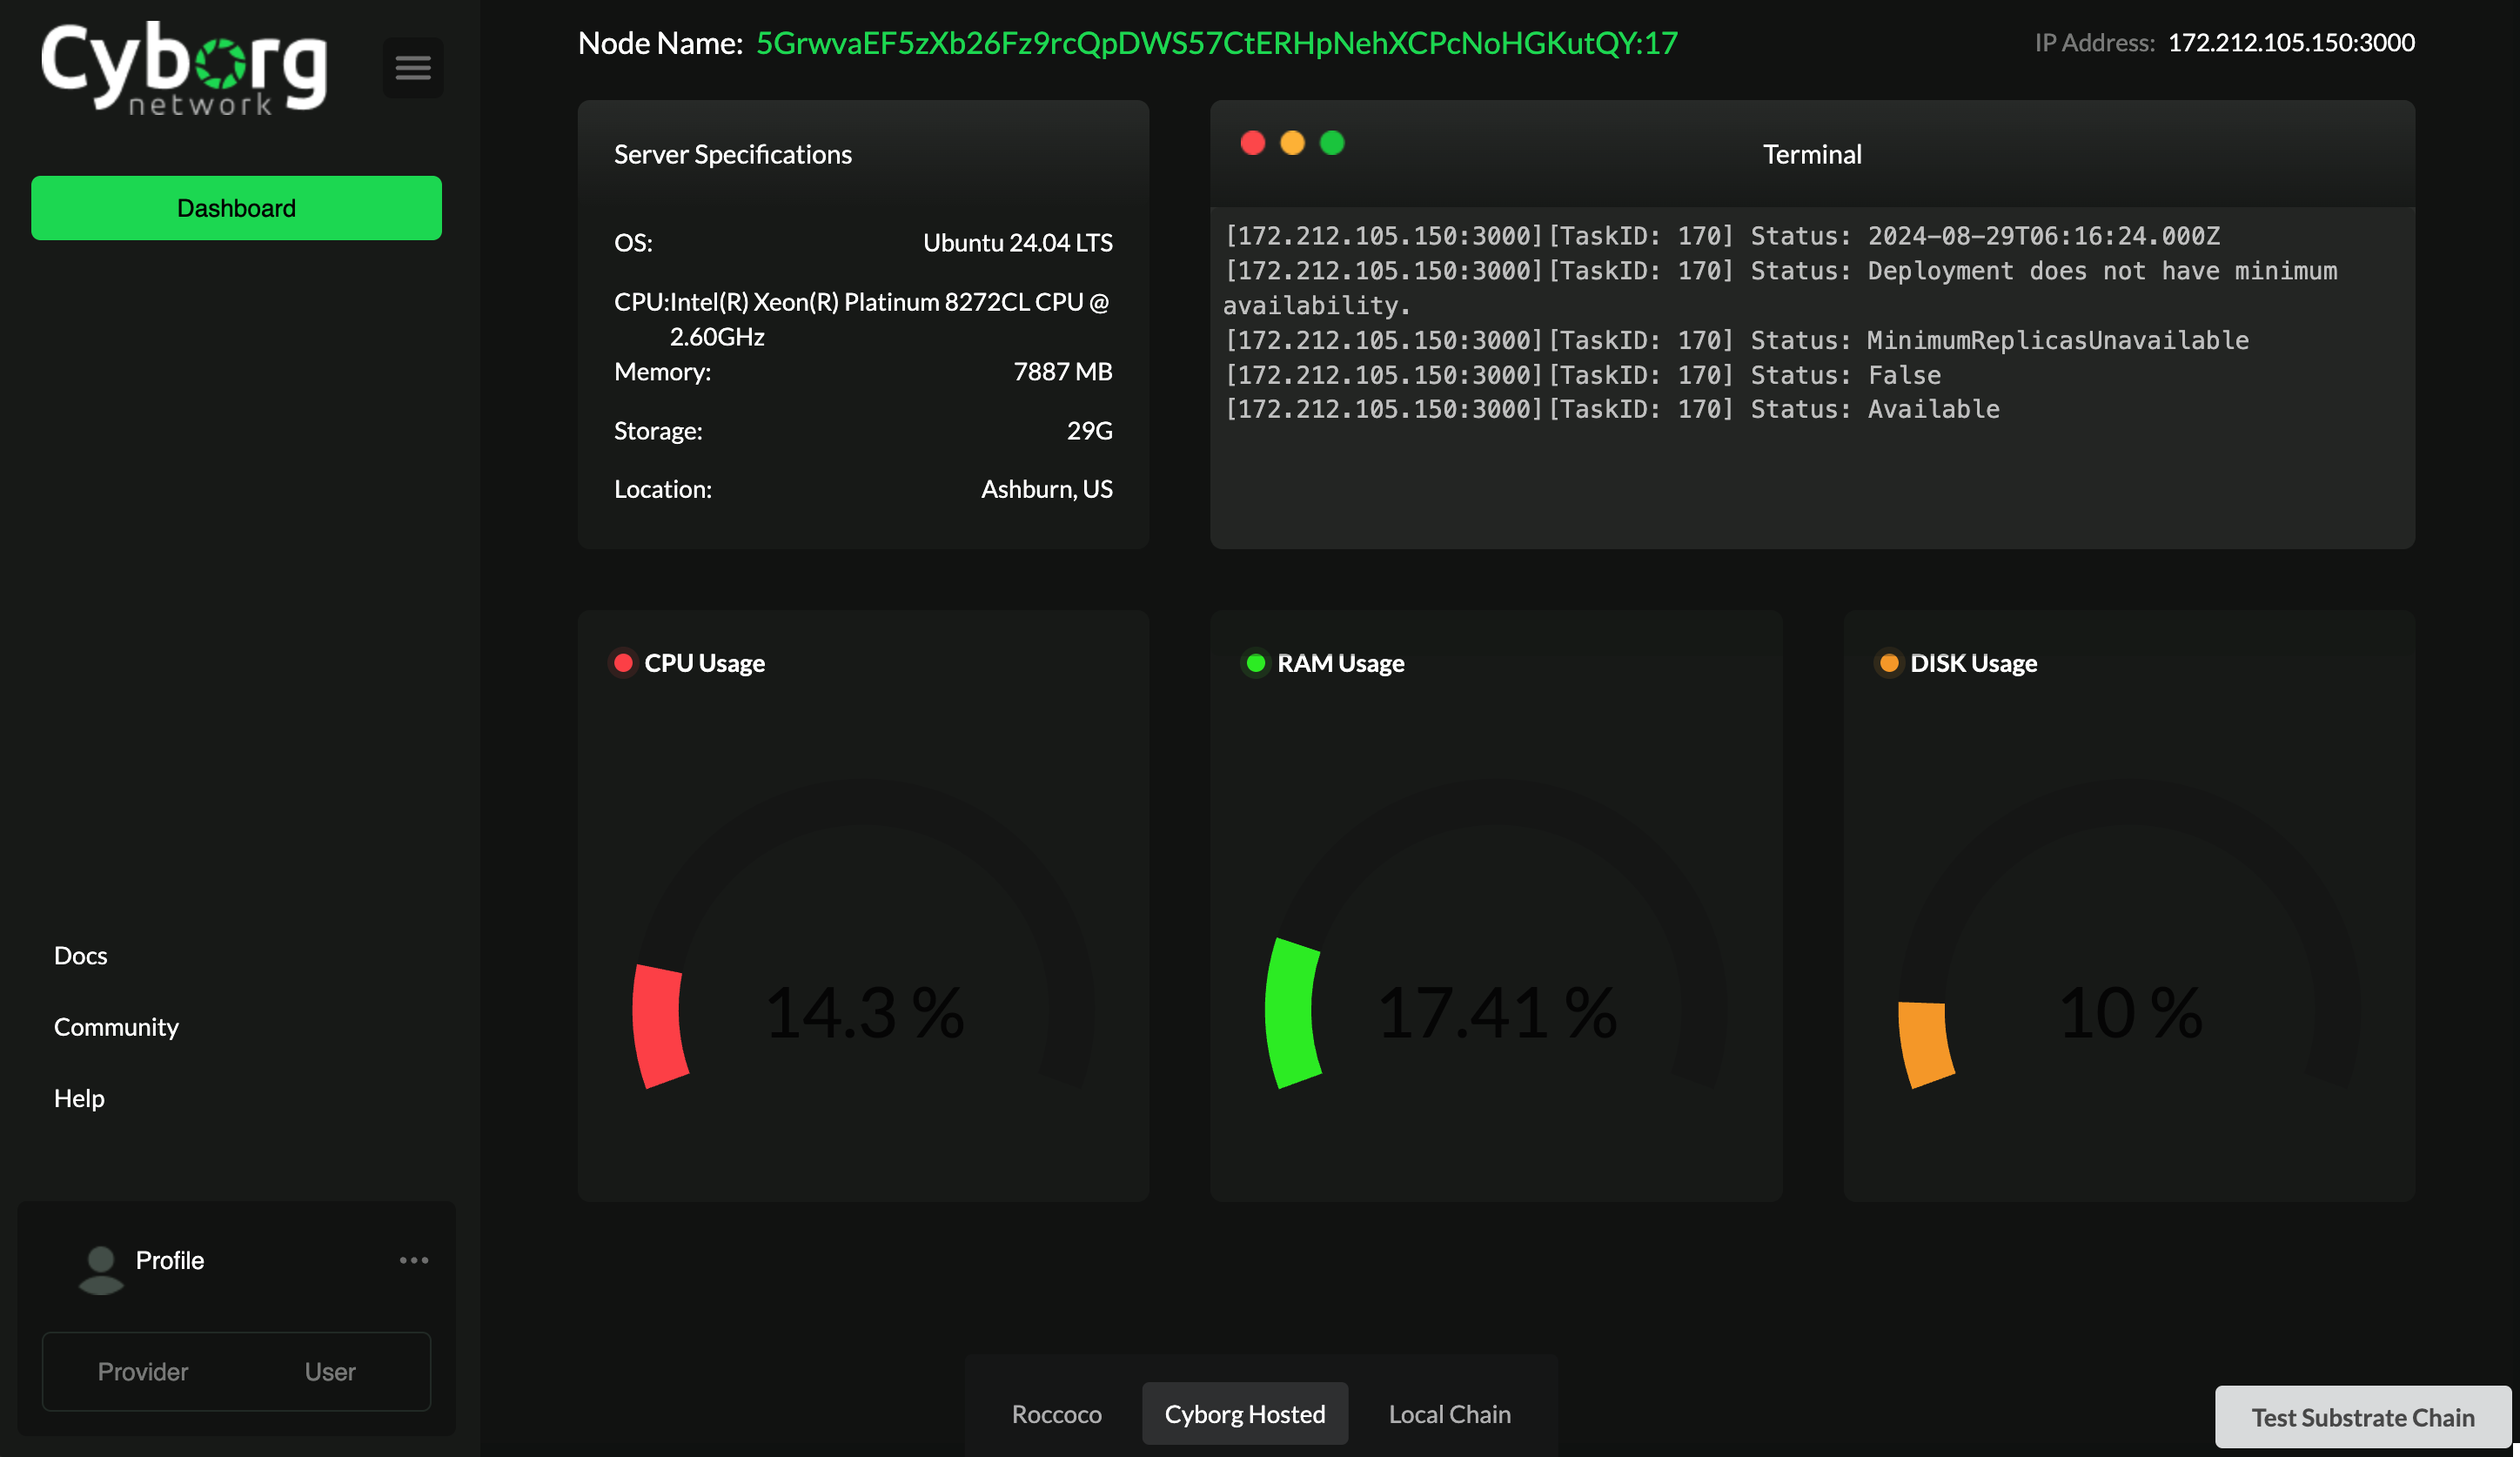 Cyborg
network
Dashboard
Docs
Community
Help
Profile
Provider User
Node Name: 5GrwvaEF5zXb26Fz9rcQpDWS57CtERHpNehXCPcNoHGKutQY:17
IP Address: 172.212.105.150:3000
Server Specifications
OS: Ubuntu 24.04 LTS
CPU: Intel(R) Xeon(R) Platinum 8272CL CPU @
2.60GHz
Memory: 7887 MB
Storage: 29G
Location: Ashburn, US
Terminal
[172.212.105.150:3000][TaskID: 170] Status: 2024-08-29T06:16:24.000Z
[172.212.105.150:3000][TaskID: 170] Status: Deployment does not have minimum
availability.
[172.212.105.150:3000][TaskID: 170] Status: MinimumReplicasUnavailable
[172.212.105.150:3000][TaskID: 170] Status: False
[172.212.105.150:3000][TaskID: 170] Status: Available
CPU Usage
14.3 %
RAM Usage
17.41 %
DISK Usage
10 %
Roccoco Cyborg Hosted Local Chain
Test Substrate Chain